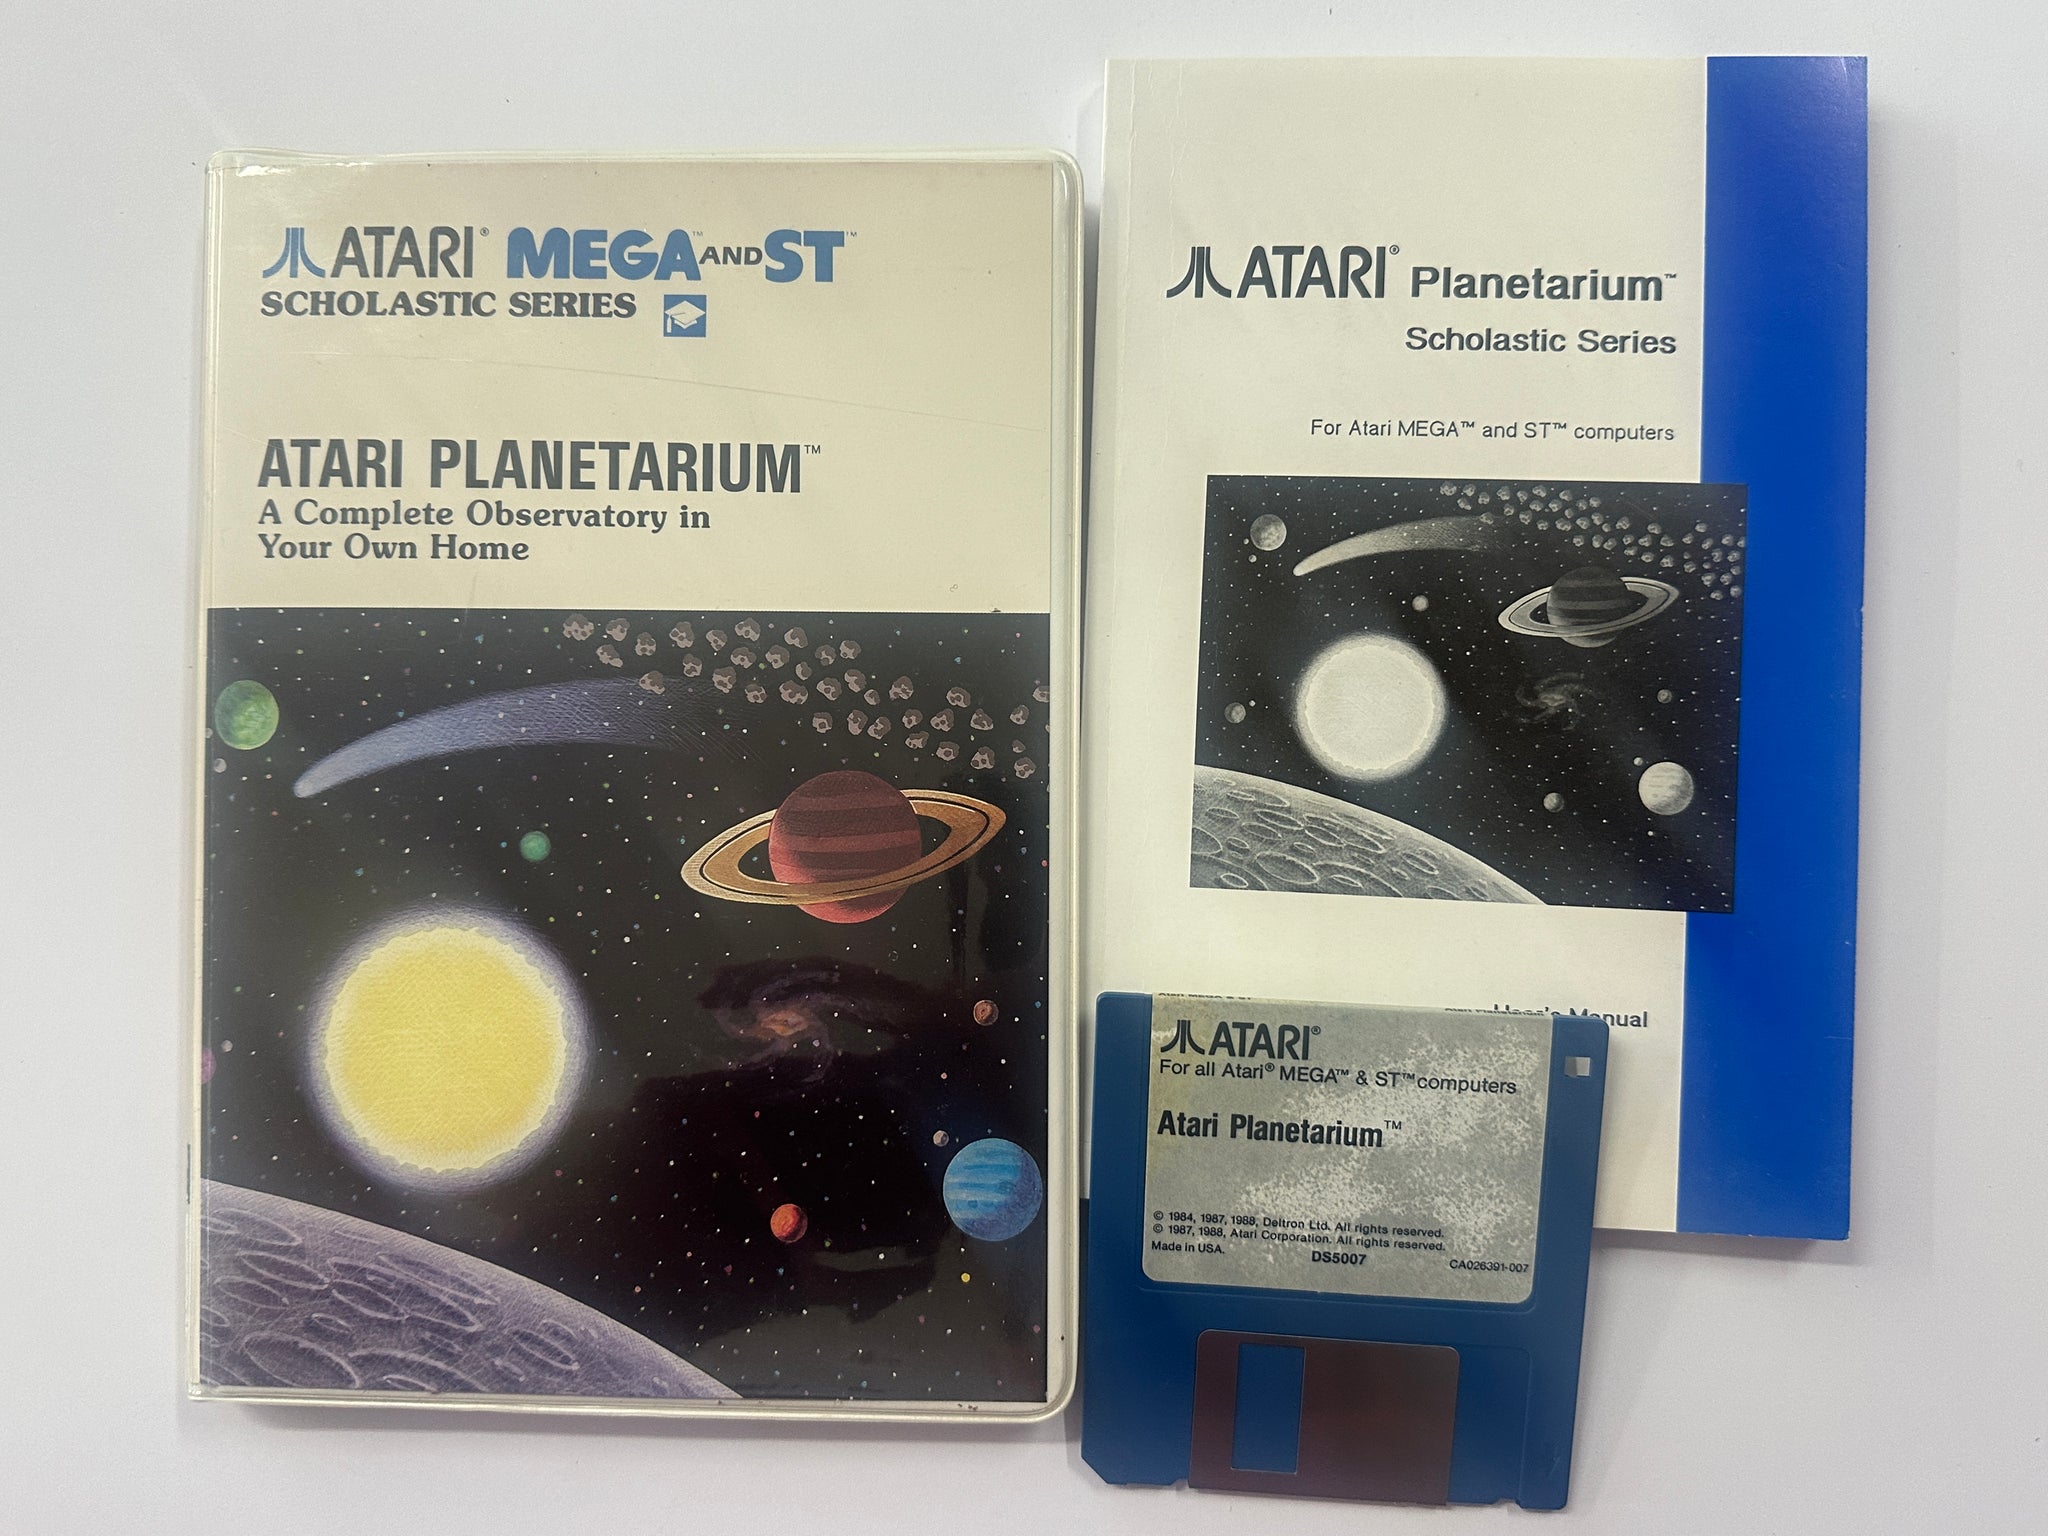 ATARI® MEGA™ AND ST™
SCHOLASTIC SERIES
ATARI PLANETARIUM™
A Complete Observatory in
Your Own Home
ATARI® Planetarium™
Scholastic Series
For Atari MEGA™ and ST™ computers
User's Manual
ATARI®
For all Atari® MEGA™ & ST™ computers
Atari Planetarium™
© 1984, 1987, 1988, Deltron Ltd. All rights reserved.
© 1987, 1988, Atari Corporation. All rights reserved.
Made in USA. DS5007 CA026391-007